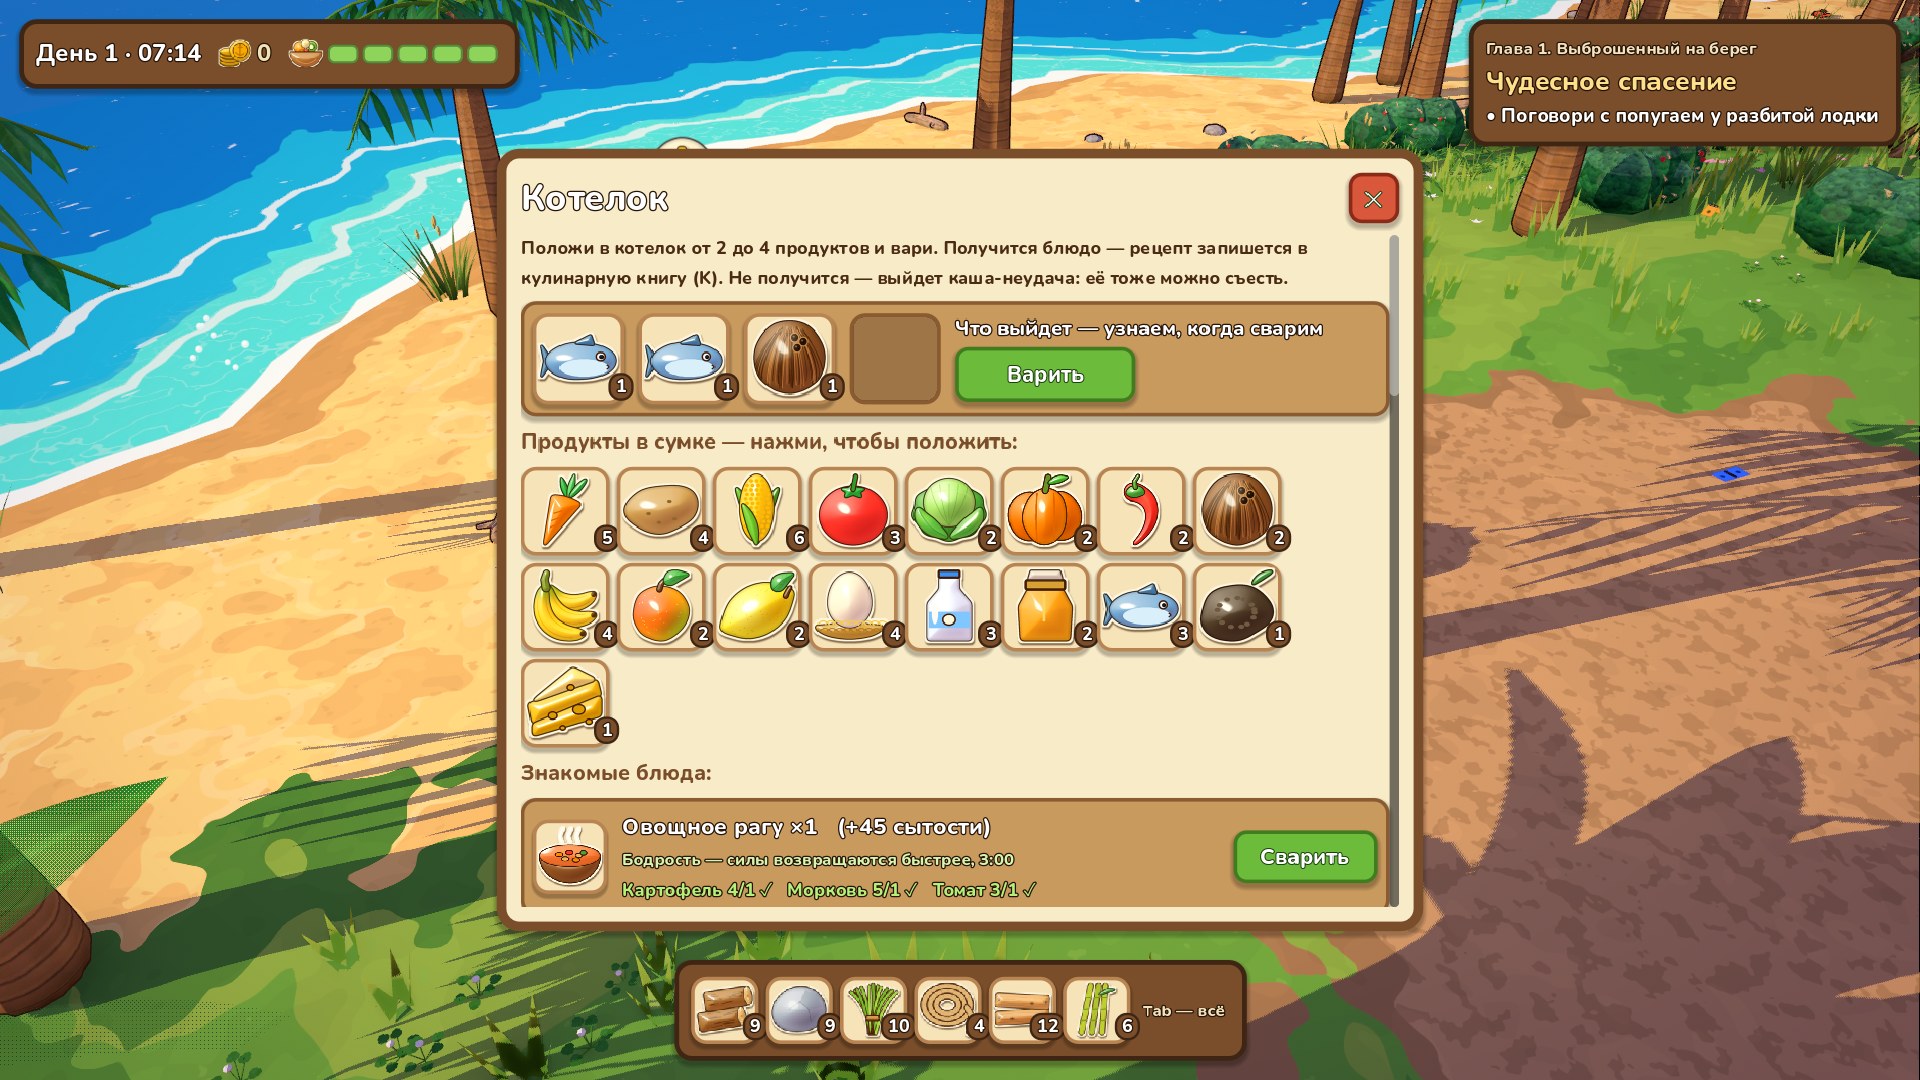 День 1 · 07:14 0
Глава 1. Выброшенный на берег
Чудесное спасение
• Поговори с попугаем у разбитой лодки
Котелок
Положи в котелок от 2 до 4 продуктов и вари. Получится блюдо — рецепт запишется в
кулинарную книгу (K). Не получится — выйдет каша-неудача: её тоже можно съесть.
Что выйдет — узнаем, когда сварим
1 1 1 Варить
Продукты в сумке — нажми, чтобы положить:
5 4 6 3 2 2 2 2
4 2 2 4 3 2 3 1
1
Знакомые блюда:
Овощное рагу ×1 (+45 сытости)
Бодрость — силы возвращаются быстрее, 3:00
Картофель 4/1 ✓ Морковь 5/1 ✓ Томат 3/1 ✓
Сварить
9 9 10 4 12 6 Tab — всё